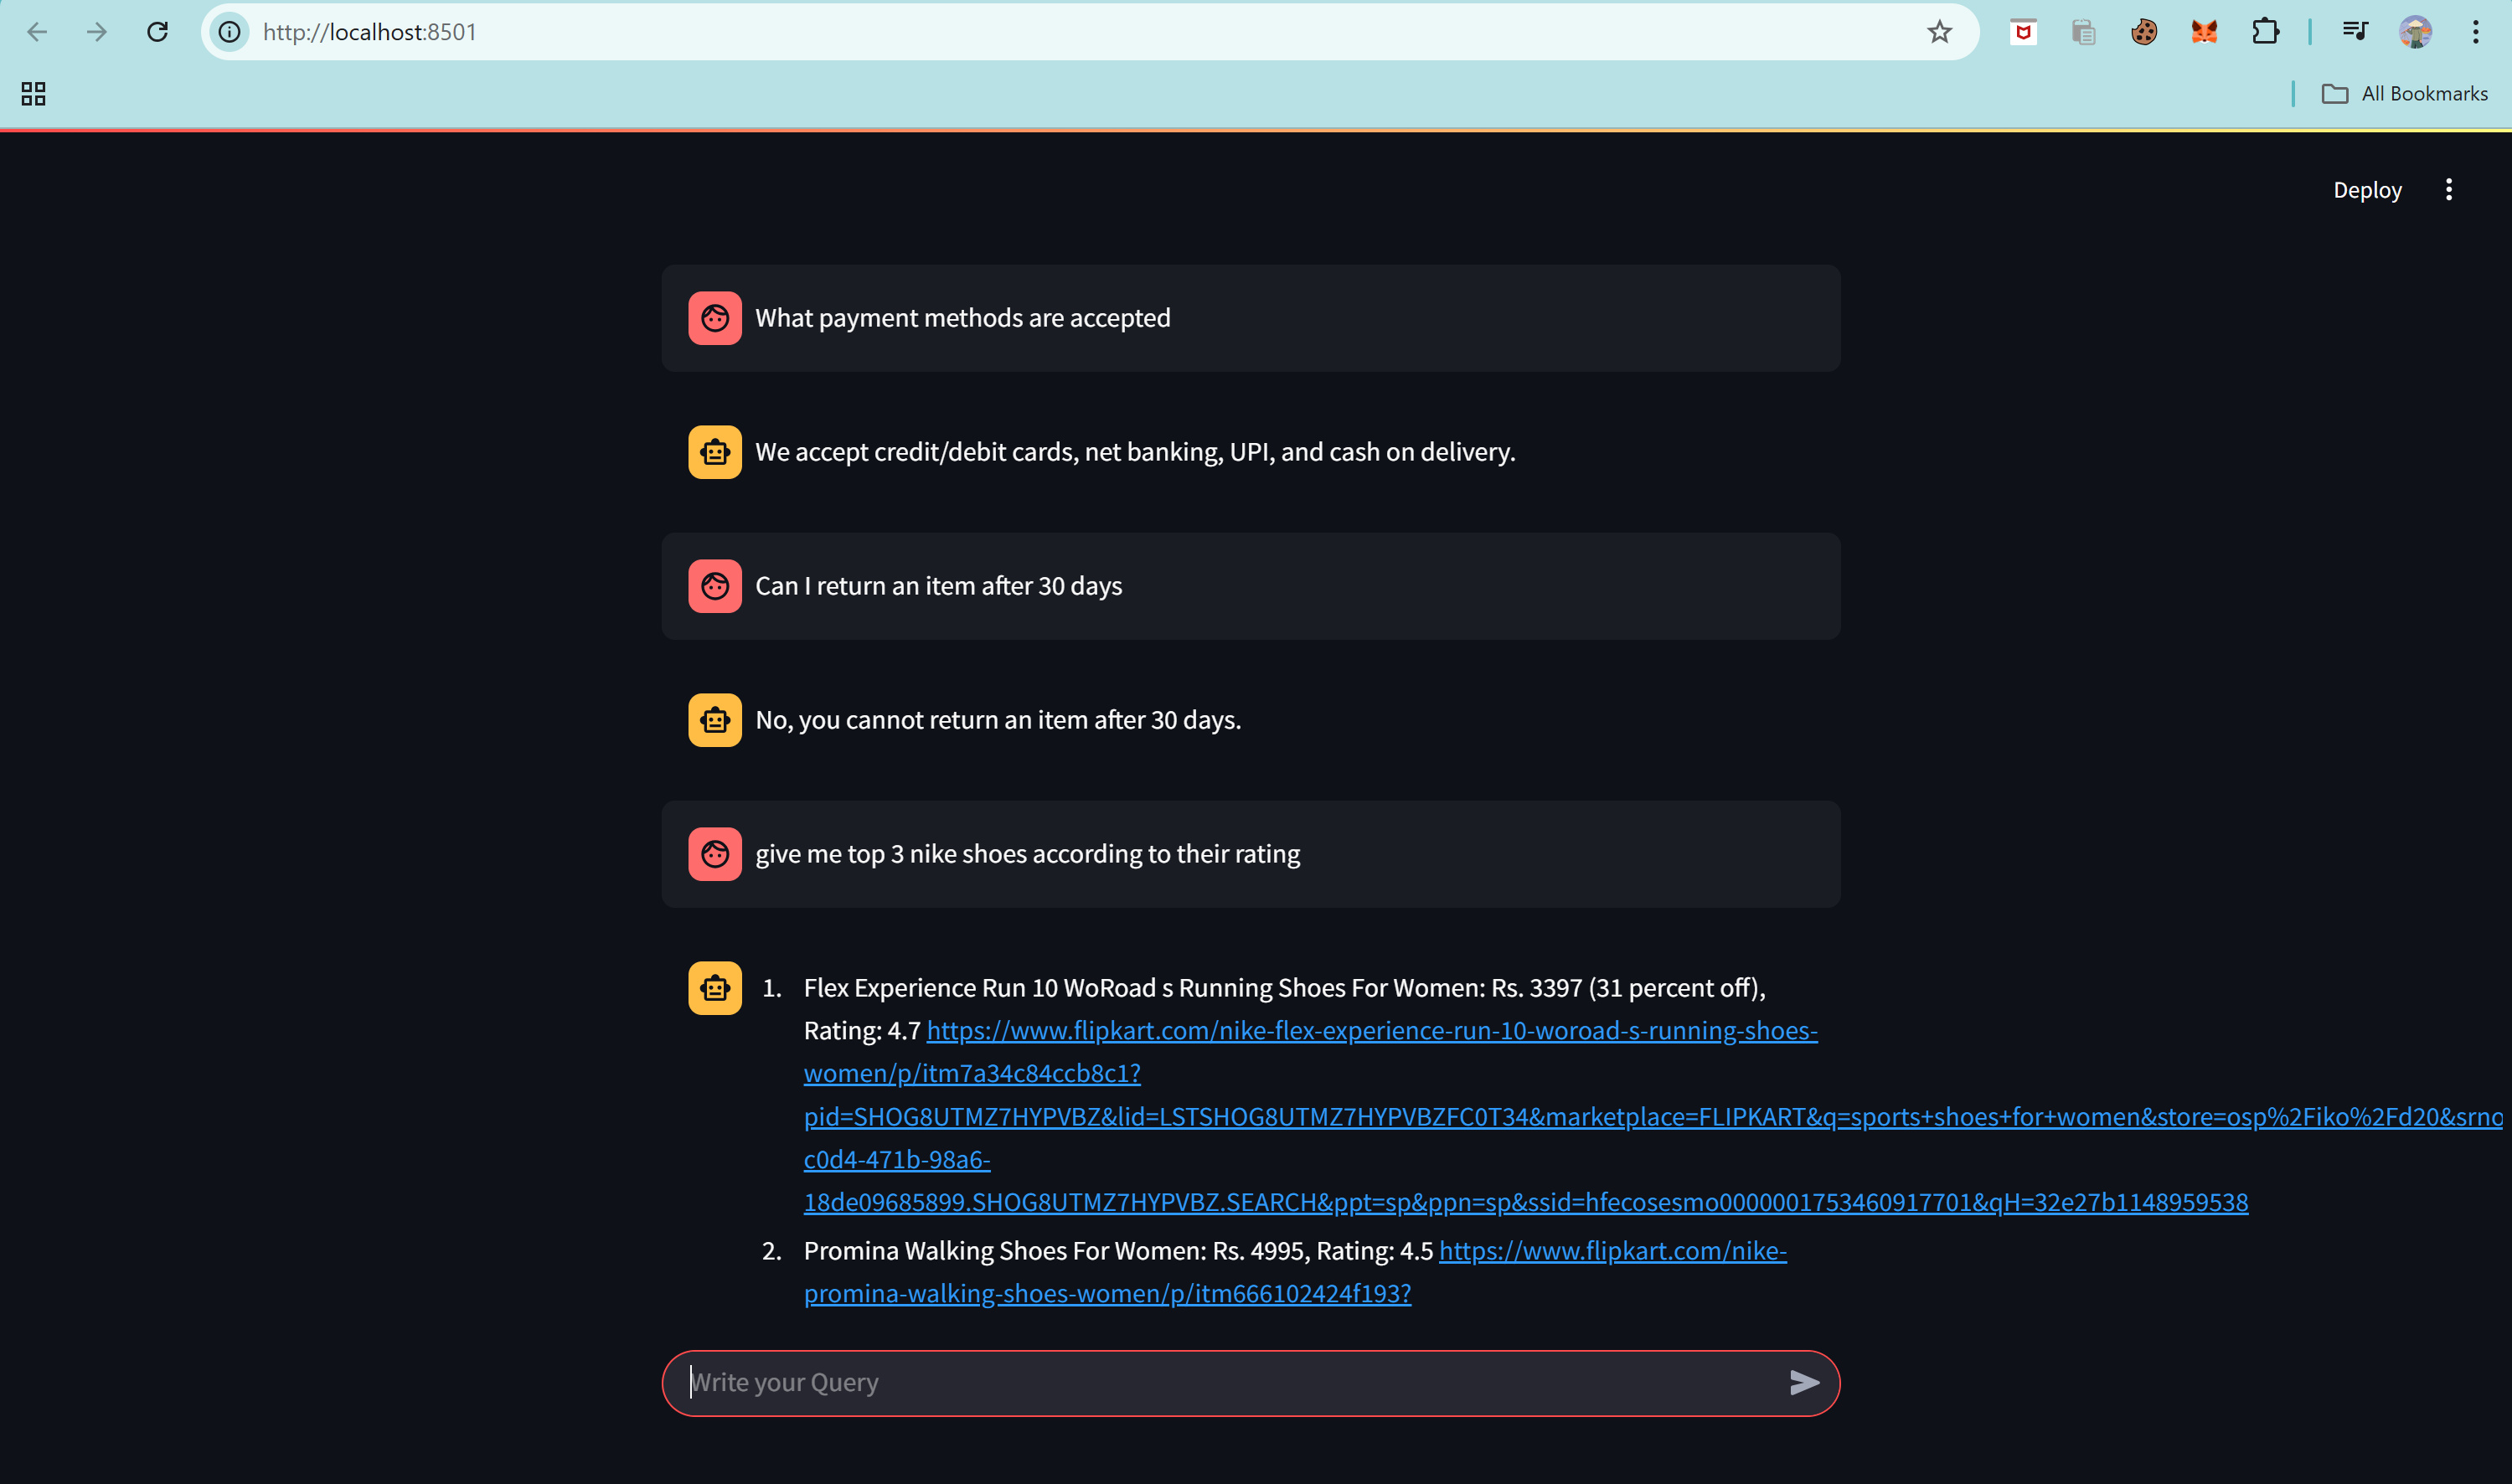 http://localhost:8501
All Bookmarks
Deploy
What payment methods are accepted
We accept credit/debit cards, net banking, UPI, and cash on delivery.
Can I return an item after 30 days
No, you cannot return an item after 30 days.
give me top 3 nike shoes according to their rating
1. Flex Experience Run 10 WoRoad s Running Shoes For Women: Rs. 3397 (31 percent off),
Rating: 4.7 https://www.flipkart.com/nike-flex-experience-run-10-woroad-s-running-shoes-
women/p/itm7a34c84ccb8c1?
pid=SHOG8UTMZ7HYPVBZ&lid=LSTSHOG8UTMZ7HYPVBZFC0T34&marketplace=FLIPKART&q=sports+shoes+for+women&store=osp%2Fiko%2Fd20&srno
c0d4-471b-98a6-
18de09685899.SHOG8UTMZ7HYPVBZ.SEARCH&ppt=sp&ppn=sp&ssid=hfecosesmo0000001753460917701&qH=32e27b1148959538
2. Promina Walking Shoes For Women: Rs. 4995, Rating: 4.5 https://www.flipkart.com/nike-
promina-walking-shoes-women/p/itm666102424f193?
Write your Query